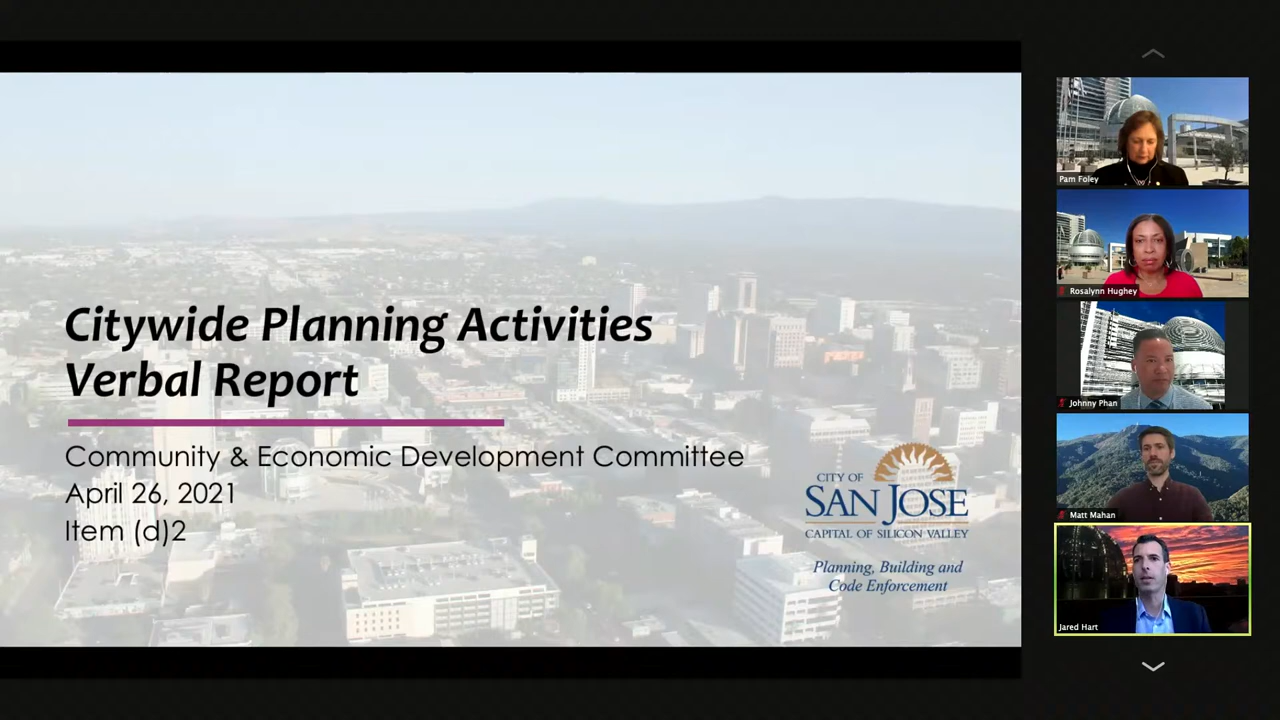 Citywide Planning Activities
Verbal Report
Community & Economic Development Committee
April 26, 2021
Item (d)2
CITY OF
SAN JOSE
CAPITAL OF SILICON VALLEY
Planning, Building and
Code Enforcement
Pam Foley
Rosalynn Hughey
Johnny Phan
Matt Mahan
Jared Hart